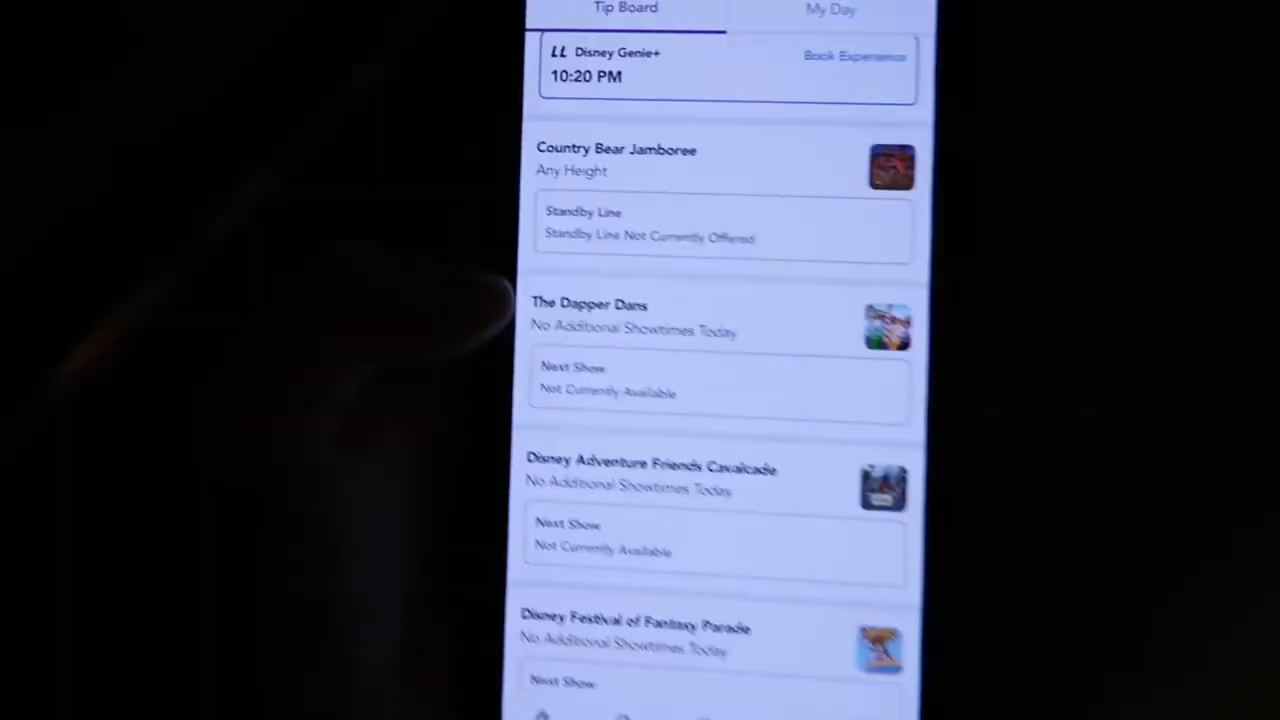 Tip Board
My Day
LL Disney Genie+
Book Experience
10:20 PM
Country Bear Jamboree
Any Height
Standby Line
Standby Line Not Currently Offered
The Dapper Dans
No Additional Showtimes Today
Next Show
Not Currently Available
Disney Adventure Friends Cavalcade
No Additional Showtimes Today
Next Show
Not Currently Available
Disney Festival of Fantasy Parade
No Additional Showtimes Today
Next Show